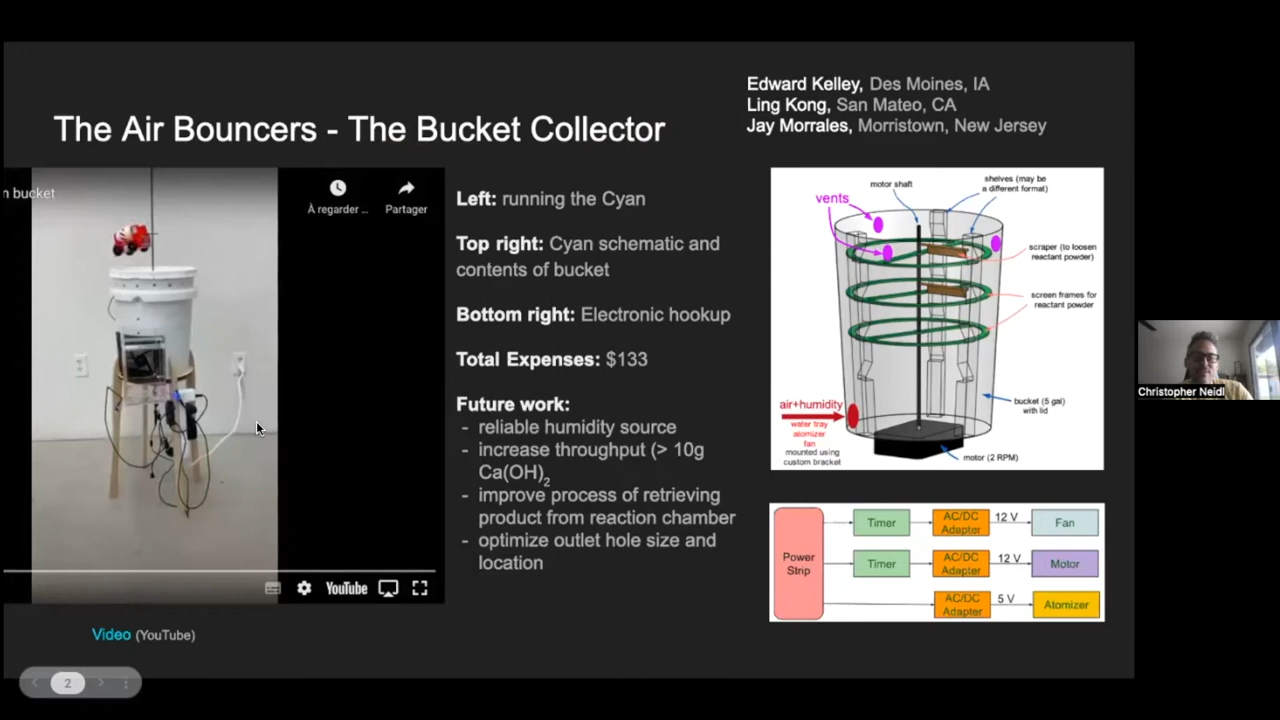 Edward Kelley, Des Moines, IA
Ling Kong, San Mateo, CA
Jay Morrales, Morristown, New Jersey
The Air Bouncers - The Bucket Collector
n bucket
À regarder ...
Partager
Left: running the Cyan
Top right: Cyan schematic and
contents of bucket
Bottom right: Electronic hookup
Total Expenses: $133
Future work:
- reliable humidity source
- increase throughput (> 10g
Ca(OH)₂
- improve process of retrieving
product from reaction chamber
- optimize outlet hole size and
location
YouTube
Video (YouTube)
2
motor shaft
shelves (may be
a different format)
vents
scraper (to loosen
reactant powder)
screen frames for
reactant powder
air+humidity
water tray
atomizer
fan
mounted using
custom bracket
bucket (5 gal)
with lid
motor (2 RPM)
Power
Strip
Timer
AC/DC
Adapter
12 V
Fan
Timer
AC/DC
Adapter
12 V
Motor
AC/DC
Adapter
5 V
Atomizer
Christopher Neidl